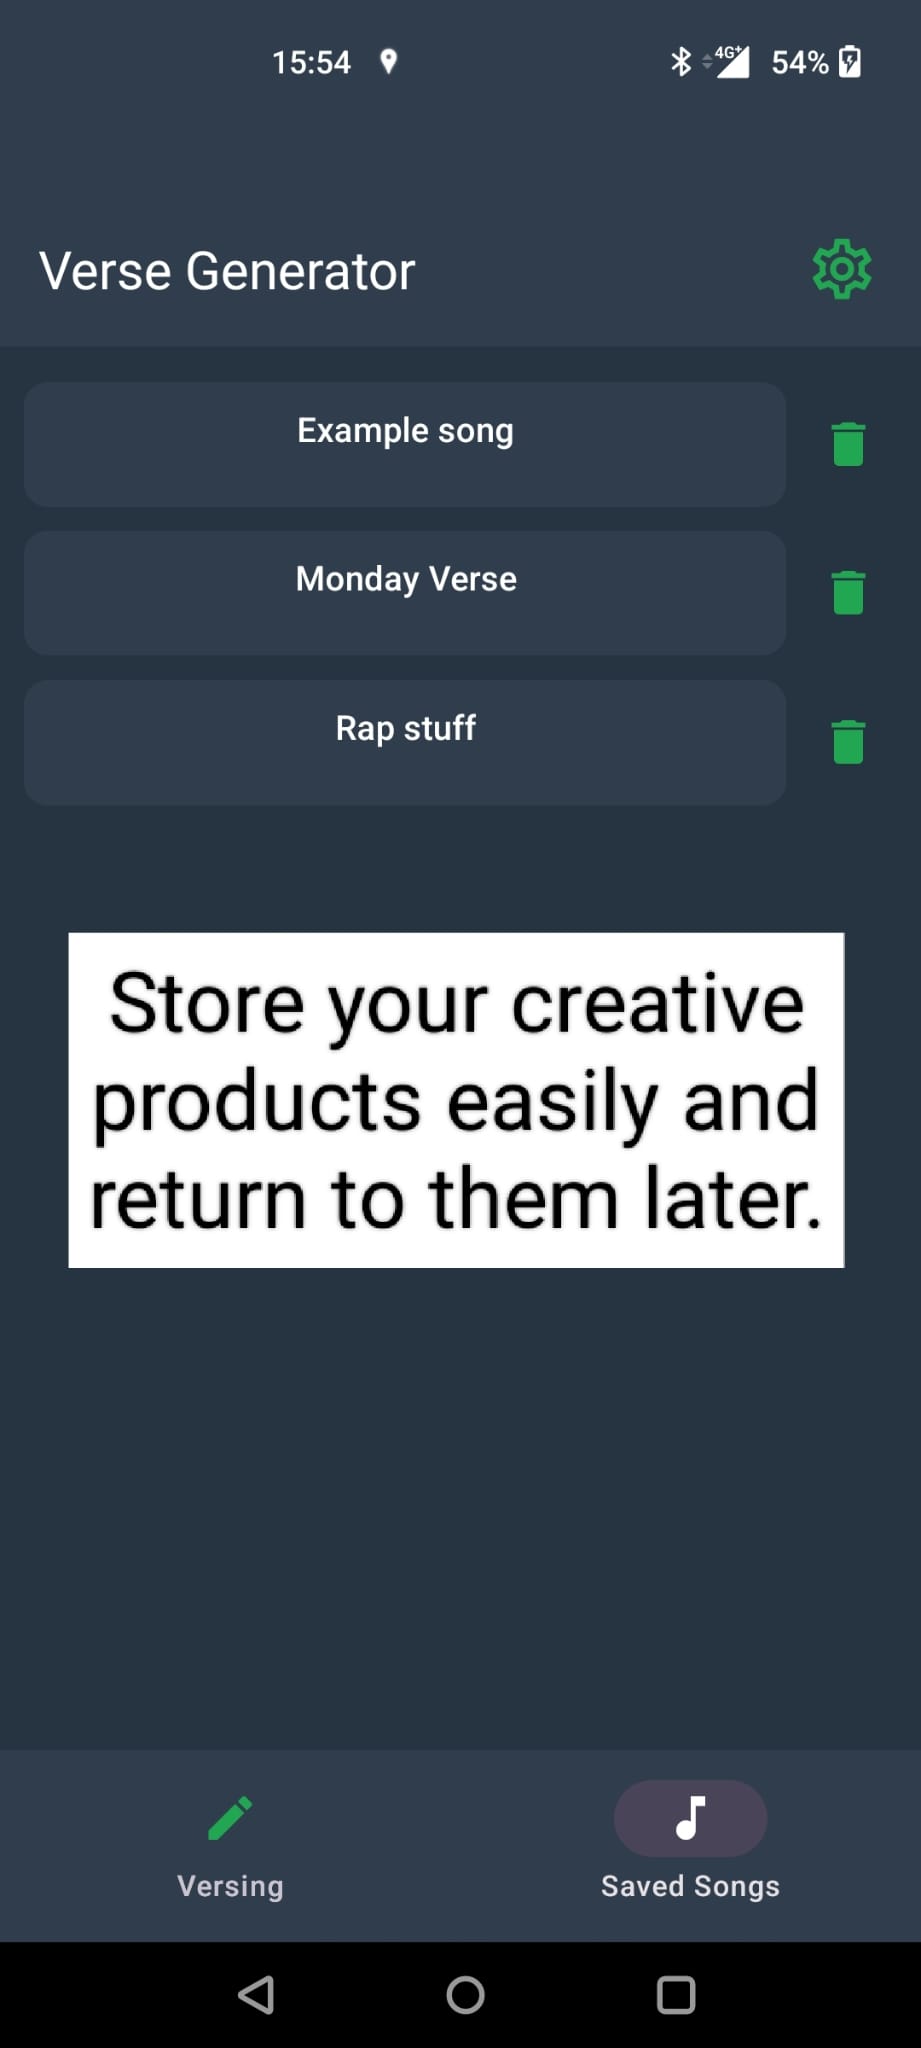 15:54
4G+ 54%
Verse Generator
Example song
Monday Verse
Rap stuff
Store your creative
products easily and
return to them later.
Versing
Saved Songs